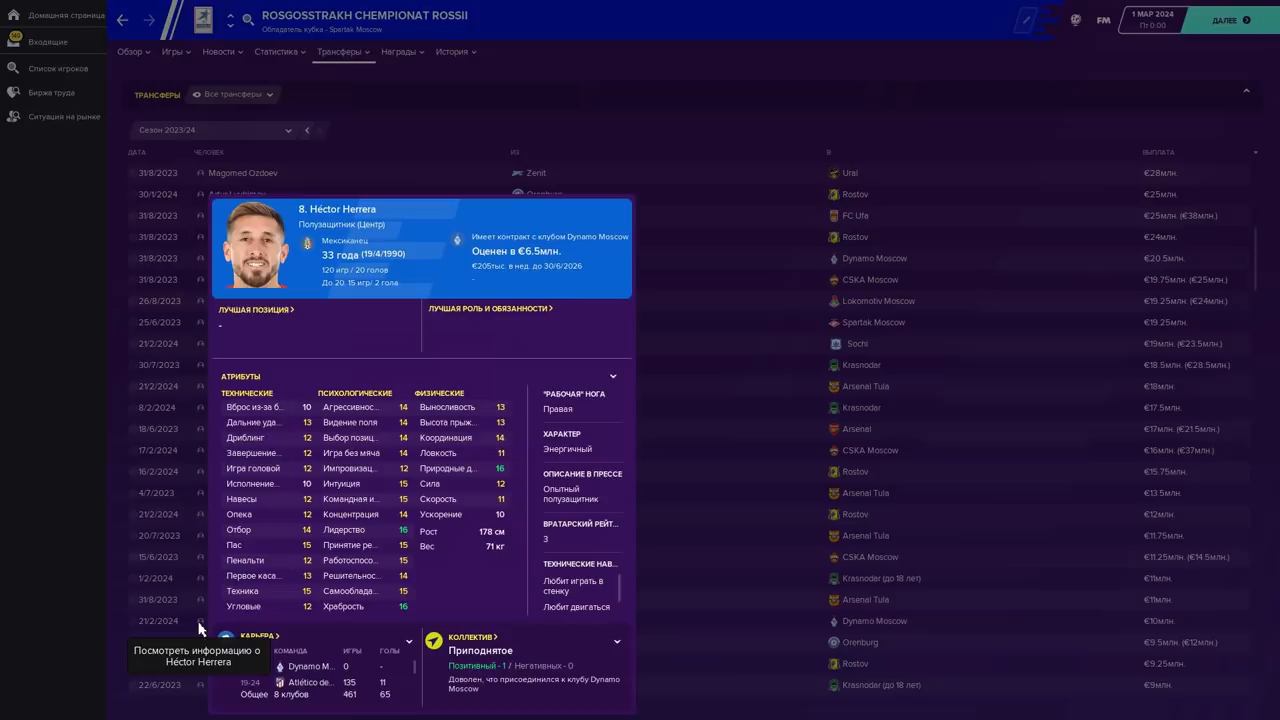 Домашняя страница
ROSGOSSTRAKH CHEMPIONAT ROSSII
Обладатель кубка - Spartak Moscow
FM
1 МАР 2024
Пт 0:00
ДАЛЕЕ
Входящие
Список игроков
Биржа труда
Ситуация на рынке
Обзор Игры Новости Статистика Трансферы Награды История
ТРАНСФЕРЫ Все трансферы
Сезон 2023/24
ДАТА ЧЕЛОВЕК ИЗ В ВЫПЛАТА
31/8/2023 Magomed Ozdoev Zenit Ural €28млн.
30/1/2024 Orenburg Rostov €25млн.
31/8/2023 FC Ufa €25млн. (€38млн.)
31/8/2023 Rostov €24млн.
31/8/2023 Dynamo Moscow €20.5млн.
31/8/2023 CSKA Moscow €19.75млн. (€25млн.)
26/8/2023 Lokomotiv Moscow €19.25млн. (€24млн.)
25/6/2023 Spartak Moscow €19.25млн.
21/2/2024 Sochi €19млн. (€23.5млн.)
30/7/2023 Krasnodar €18.5млн. (€28.5млн.)
21/2/2024 Arsenal Tula €18млн.
8/2/2024 Krasnodar €17.5млн.
18/6/2023 Arsenal €17млн. (€21.5млн.)
17/2/2024 CSKA Moscow €16млн. (€37млн.)
16/2/2024 Rostov €15.75млн.
4/7/2023 Arsenal Tula €13.5млн.
21/2/2024 Rostov €12млн.
20/7/2023 Arsenal Tula €11.75млн.
15/6/2023 CSKA Moscow €11.25млн. (€14.5млн.)
1/2/2024 Krasnodar (до 18 лет) €11млн.
31/8/2023 Arsenal Tula €11млн.
21/2/2024 Dynamo Moscow €10млн.
Orenburg €9.5млн. (€12млн.)
Rostov €9.25млн.
22/6/2023 Krasnodar (до 18 лет) €9млн.
8. Héctor Herrera
Полузащитник (Центр)
Мексиканец
33 года (19/4/1990)
120 игр / 20 голов
До 20: 15 игр/ 2 гола
Имеет контракт с клубом Dynamo Moscow
Оценен в €6.5млн.
€205тыс. в нед. до 30/6/2026
-
ЛУЧШАЯ ПОЗИЦИЯ
-
ЛУЧШАЯ РОЛЬ И ОБЯЗАННОСТИ
АТРИБУТЫ
ТЕХНИЧЕСКИЕ ПСИХОЛОГИЧЕСКИЕ ФИЗИЧЕСКИЕ
Вброс из-за б... 10 Агрессивнос... 14 Выносливость 13
Дальние уда... 13 Видение поля 14 Высота прыж... 13
Дриблинг 12 Выбор позиц... 14 Координация 14
Завершение... 12 Игра без мяча 14 Ловкость 11
Игра головой 12 Импровизац... 12 Природные д... 16
Исполнение... 10 Интуиция 15 Сила 12
Навесы 12 Командная и... 15 Скорость 11
Опека 12 Концентрация 14 Ускорение 10
Отбор 14 Лидерство 16 Рост 178 см
Пас 15 Принятие ре... 15 Вес 71 кг
Пенальти 12 Работоспосо... 15
Первое каса... 13 Решительнос... 14
Техника 15 Самооблада... 15
Угловые 12 Храбрость 16
"РАБОЧАЯ" НОГА
Правая
ХАРАКТЕР
Энергичный
ОПИСАНИЕ В ПРЕССЕ
Опытный
полузащитник
ВРАТАРСКИЙ РЕЙТ...
3
ТЕХНИЧЕСКИЕ НАВ...
Любит играть в
стенку
Любит двигаться
КАРЬЕРА
КОМАНДА ИГРЫ ГОЛЫ
Dynamo M... 0 -
19-24 Atlético de... 135 11
Общее 8 клубов 461 65
КОЛЛЕКТИВ
Приподнятое
Позитивный - 1 / Негативных - 0
Доволен, что присоединился к клубу Dynamo
Moscow
Посмотреть информацию о
Héctor Herrera